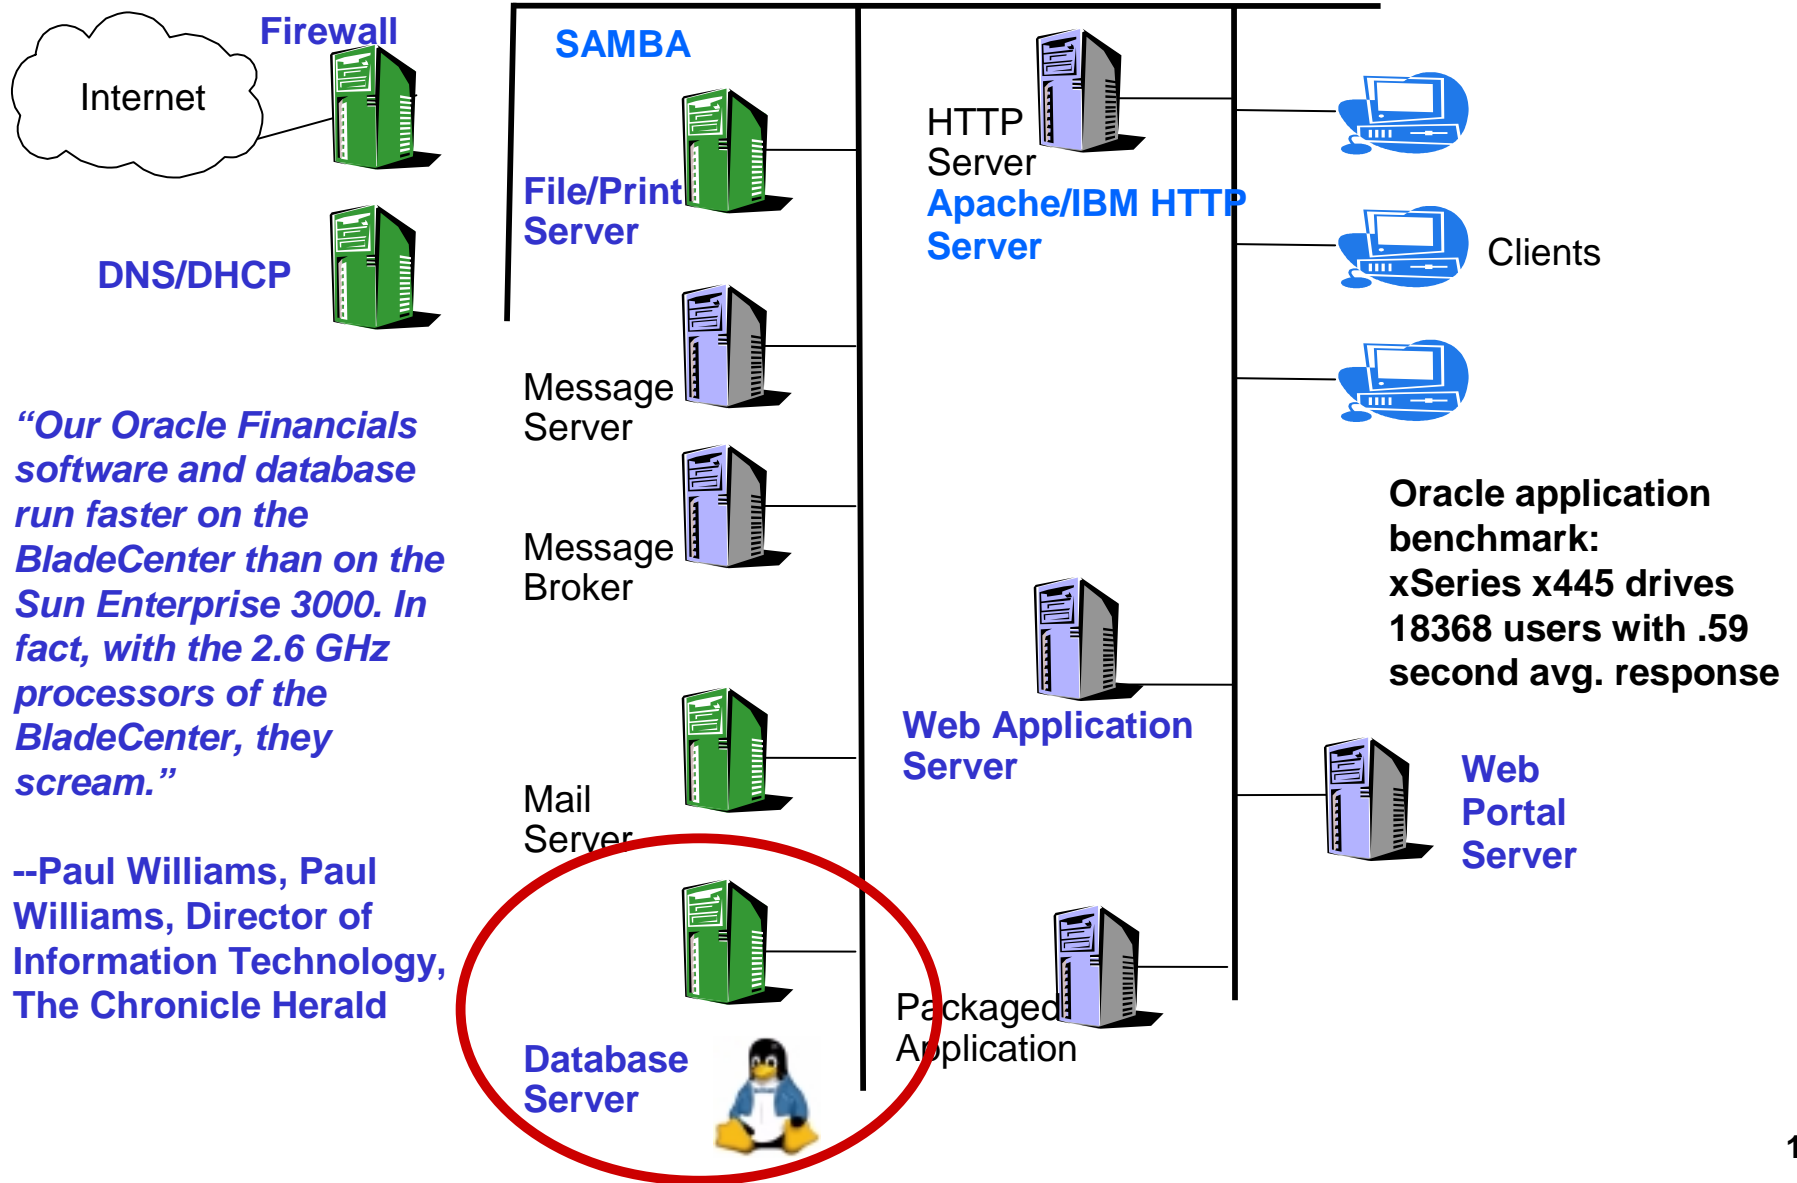 Firewall
Internet
DNS/DHCP
“Our Oracle Financials
software and database
run faster on the
BladeCenter than on the
Sun Enterprise 3000. In
fact, with the 2.6 GHz
processors of the
BladeCenter, they
scream.”
--Paul Williams, Paul
Williams, Director of
Information Technology,
The Chronicle Herald
SAMBA
File/Print
Server
Message
Server
Message
Broker
Mail
Server
Database
Server
HTTP
Server
Apache/IBM HTTP
Server
Web Application
Server
Packaged
Application
Clients
Oracle application
benchmark:
xSeries x445 drives
18368 users with .59
second avg. response
Web
Portal
Server
1